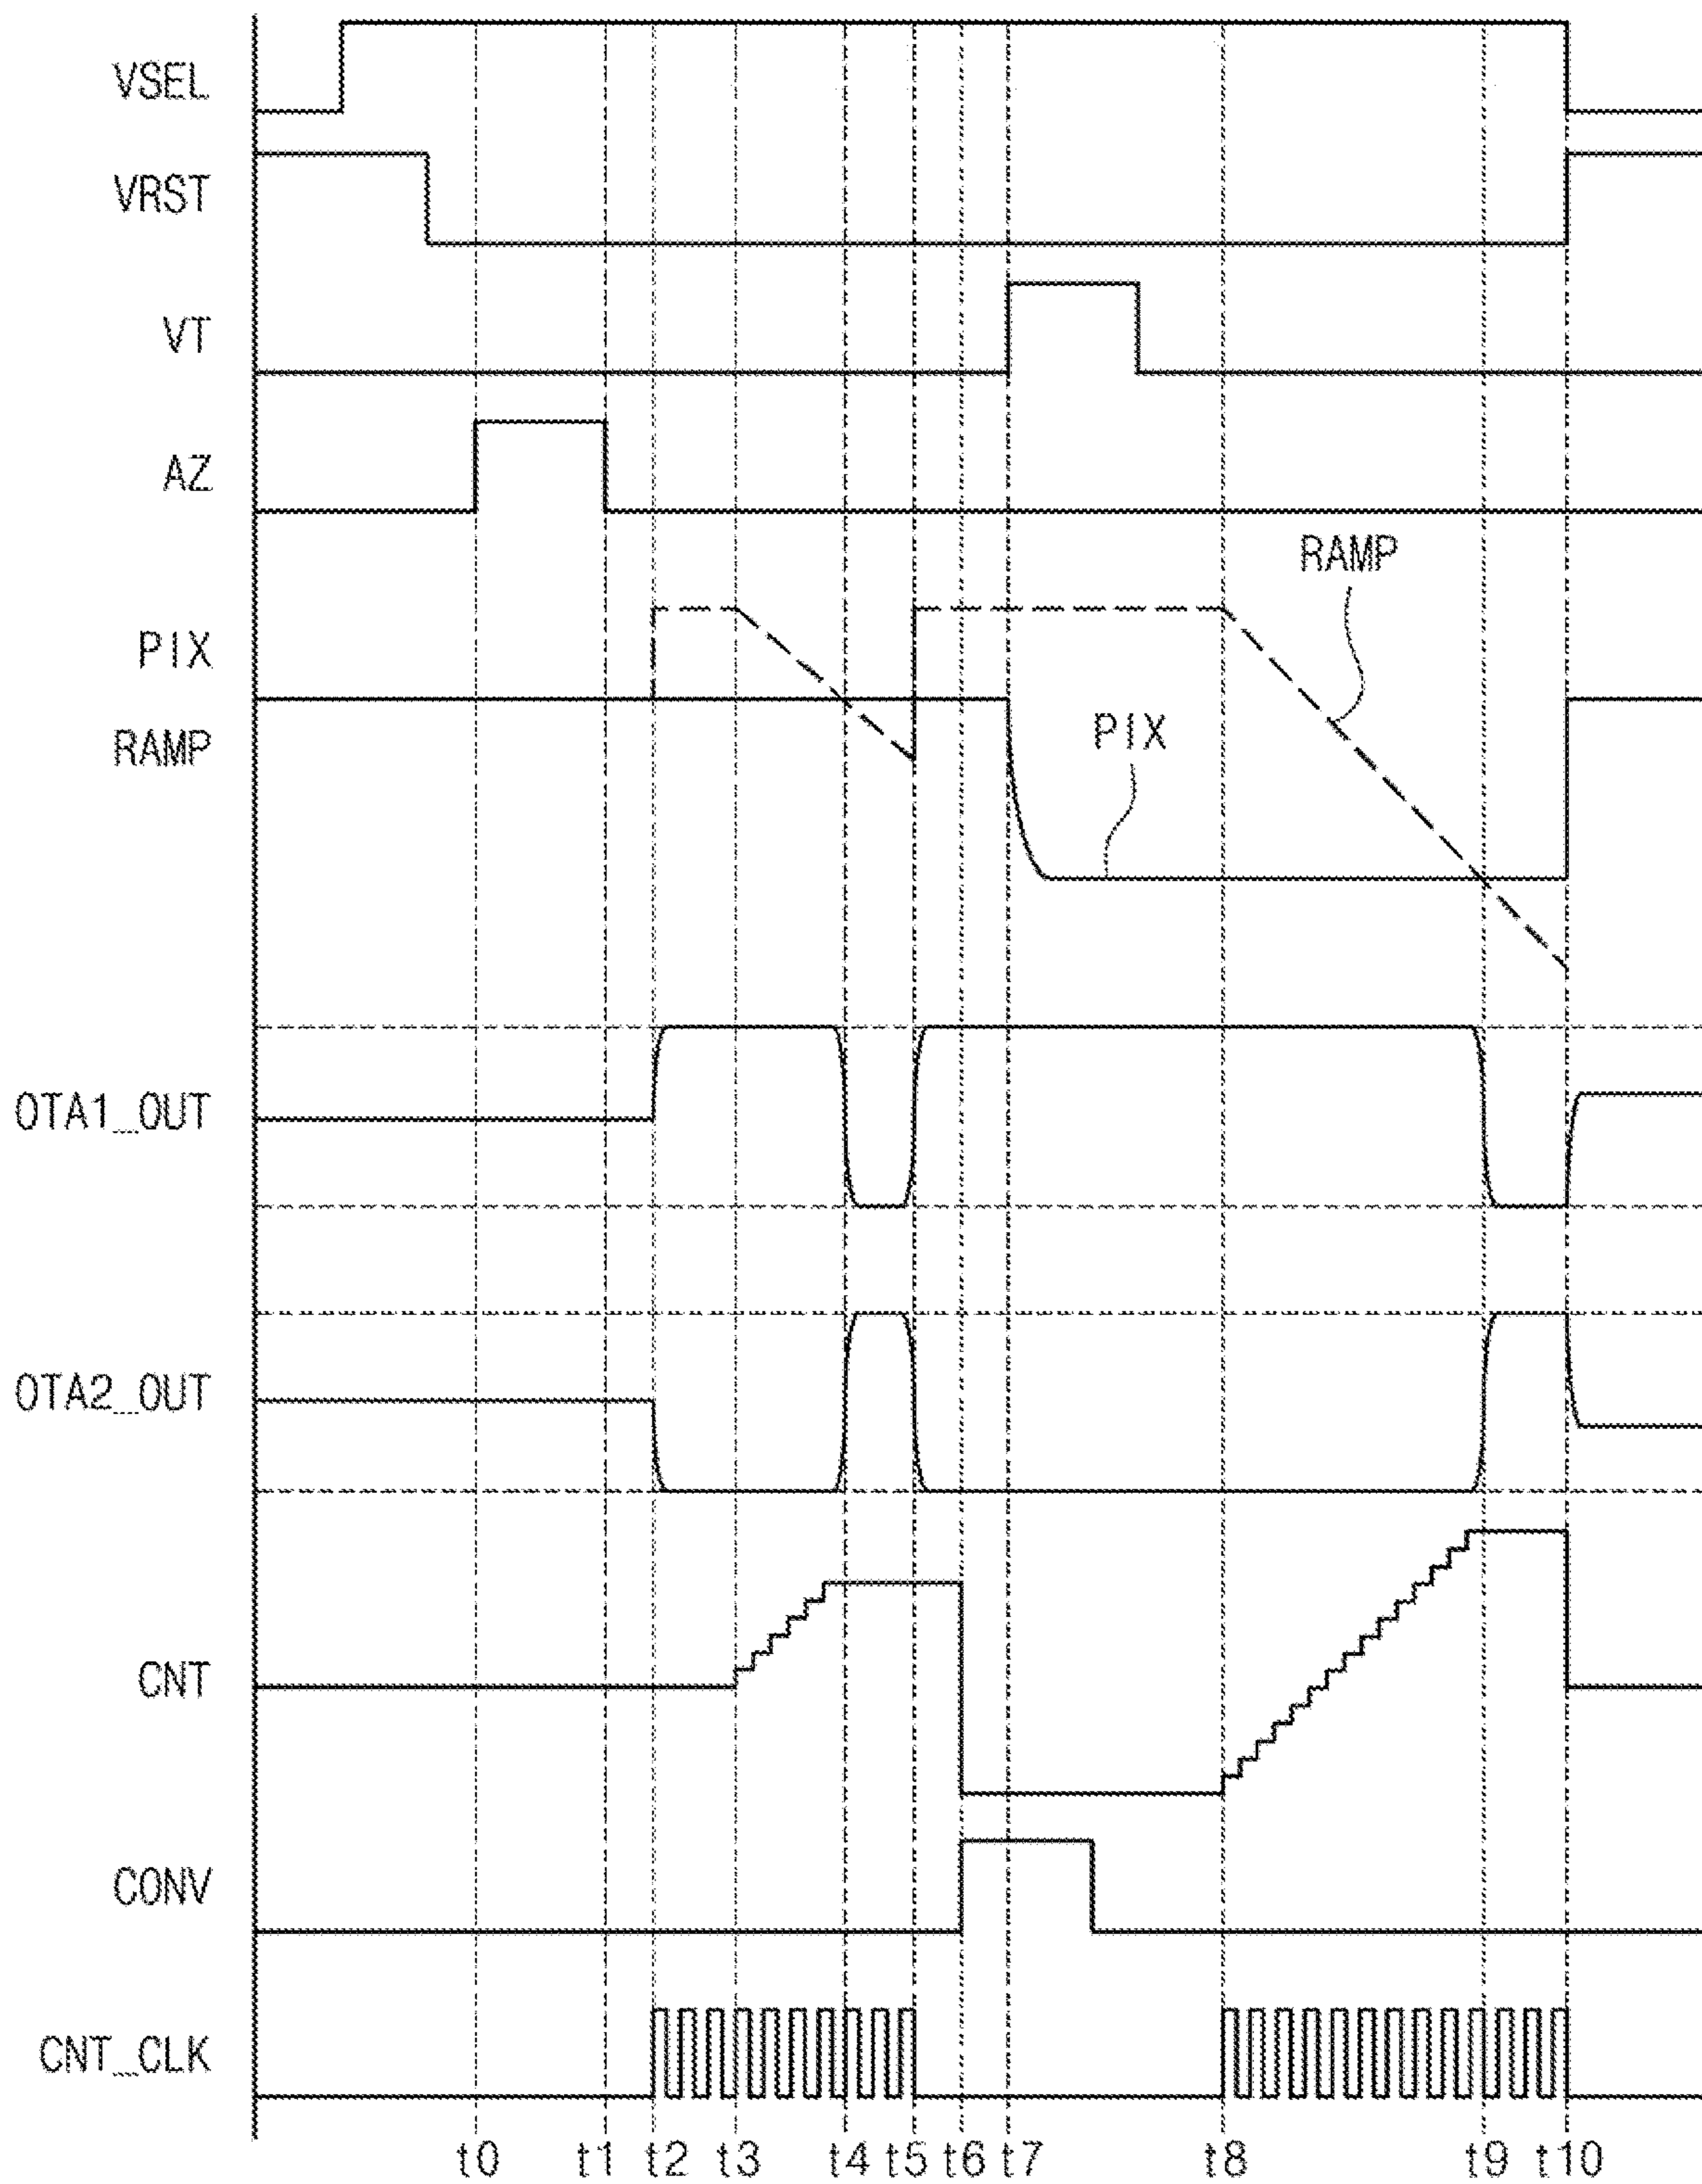 VSEL
VRST
VT
AZ
RAMP
PIX
PIX
RAMP
OTA1_OUT
OTA2_OUT
CNT
CONV
CNT_CLK
t0 t1 t2 t3 t4 t5 t6 t7 t8 t9 t10